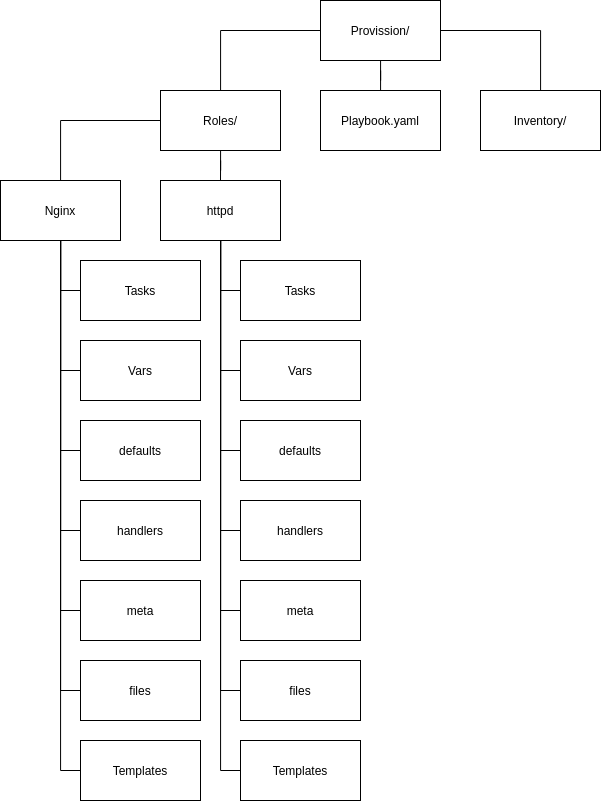 Provission/
Roles/
Playbook.yaml
Inventory/
Nginx
httpd
Tasks
Tasks
Vars
Vars
defaults
defaults
handlers
handlers
meta
meta
files
files
Templates
Templates